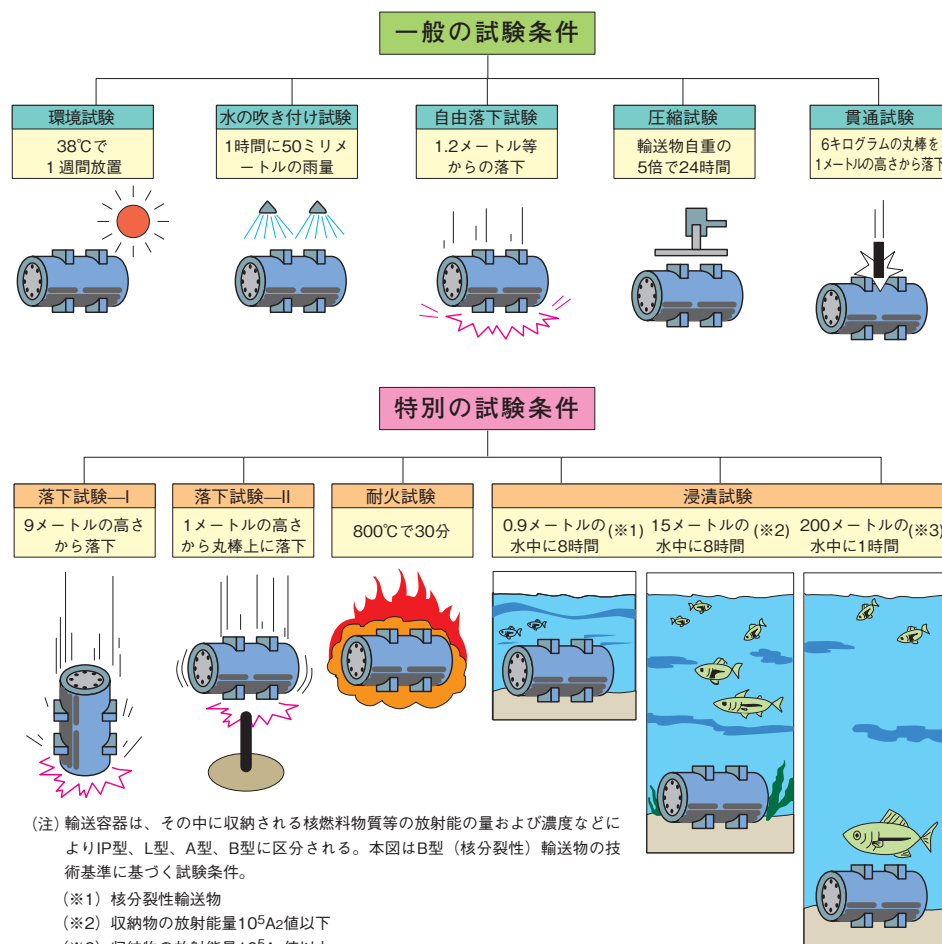 一般の試験条件
環境試験
38℃で
1週間放置
水の吹き付け試験
1時間に50ミリメ
ートルの雨量
自由落下試験
1.2メートル等
からの落下
圧縮試験
輸送物自重の
5倍で24時間
貫通試験
6キログラムの丸棒を
1メートルの高さから落下
特別の試験条件
落下試験—I
9メートルの高さ
から落下
落下試験—II
1メートルの高さ
から丸棒上に落下
耐火試験
800℃で30分
浸漬試験
0.9メートルの
水中に8時間
(※1)
15メートルの
水中に8時間
(※2)
200メートルの
水中に1時間
(※3)
(注) 輸送容器は、その中に収納される核燃料物質等の放射能の量および濃度などに
よりIP型、L型、A型、B型に区分される。本図はB型（核分裂性）輸送物の技
術基準に基づく試験条件。
(※1) 核分裂性輸送物
(※2) 収納物の放射能量10⁵A₂値以下